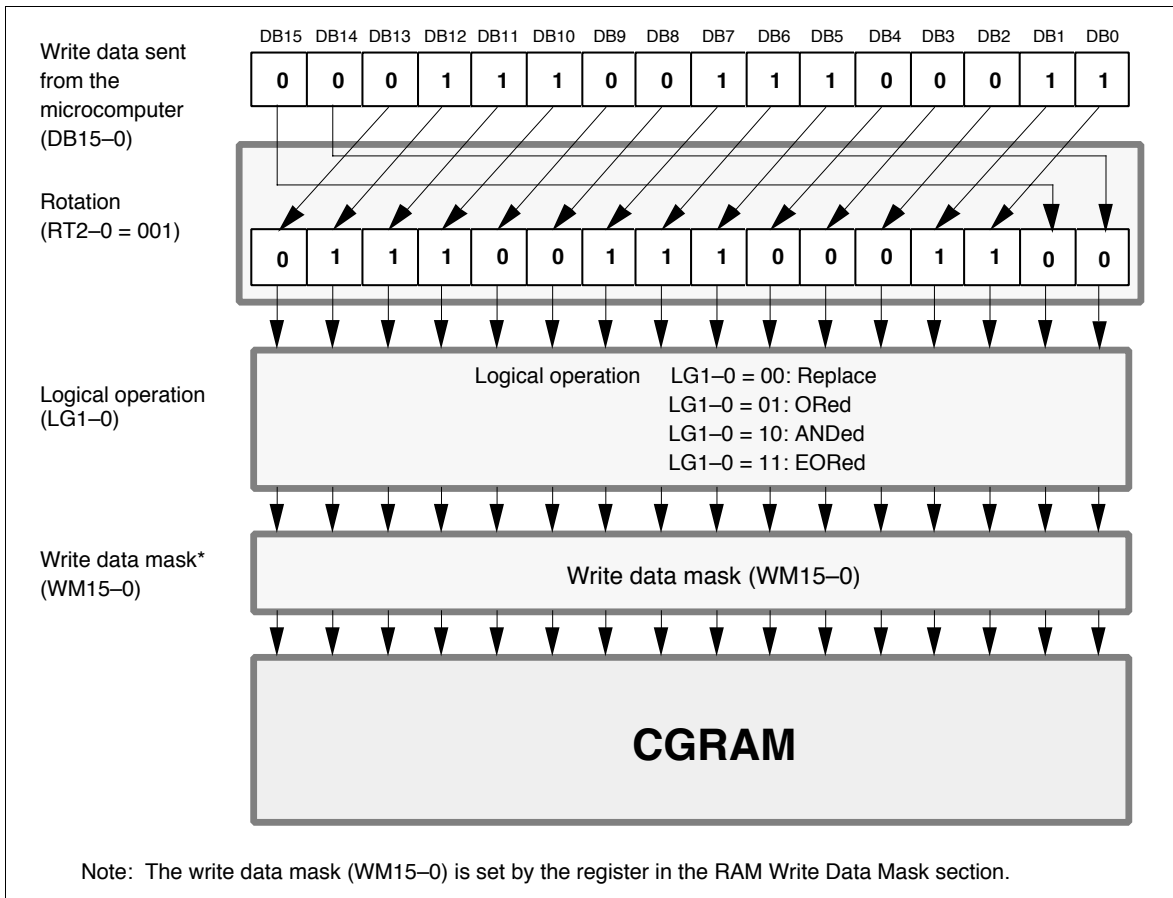 DB15 DB14 DB13 DB12 DB11 DB10 DB9 DB8 DB7 DB6 DB5 DB4 DB3 DB2 DB1 DB0
Write data sent
from the
microcomputer
(DB15–0)
0 0 0 1 1 1 0 0 1 1 1 0 0 0 1 1
Rotation
(RT2–0 = 001)
0 1 1 1 0 0 1 1 1 0 0 0 1 1 0 0
Logical operation
(LG1–0)
Logical operation LG1–0 = 00: Replace
LG1–0 = 01: ORed
LG1–0 = 10: ANDed
LG1–0 = 11: EORed
Write data mask*
(WM15–0)
Write data mask (WM15–0)
CGRAM
Note: The write data mask (WM15–0) is set by the register in the RAM Write Data Mask section.